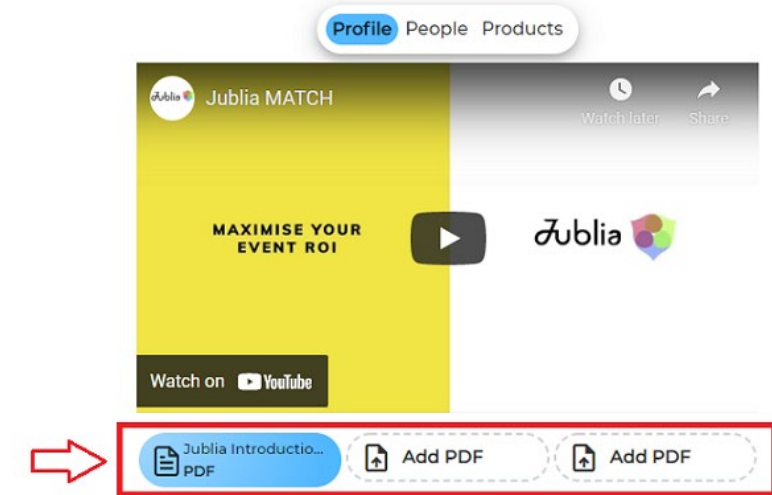 Profile People Products
Jublia Jublia MATCH
Watch later Share
MAXIMISE YOUR
EVENT ROI
Jublia
Watch on YouTube
Jublia Introductio...
PDF
Add PDF
Add PDF